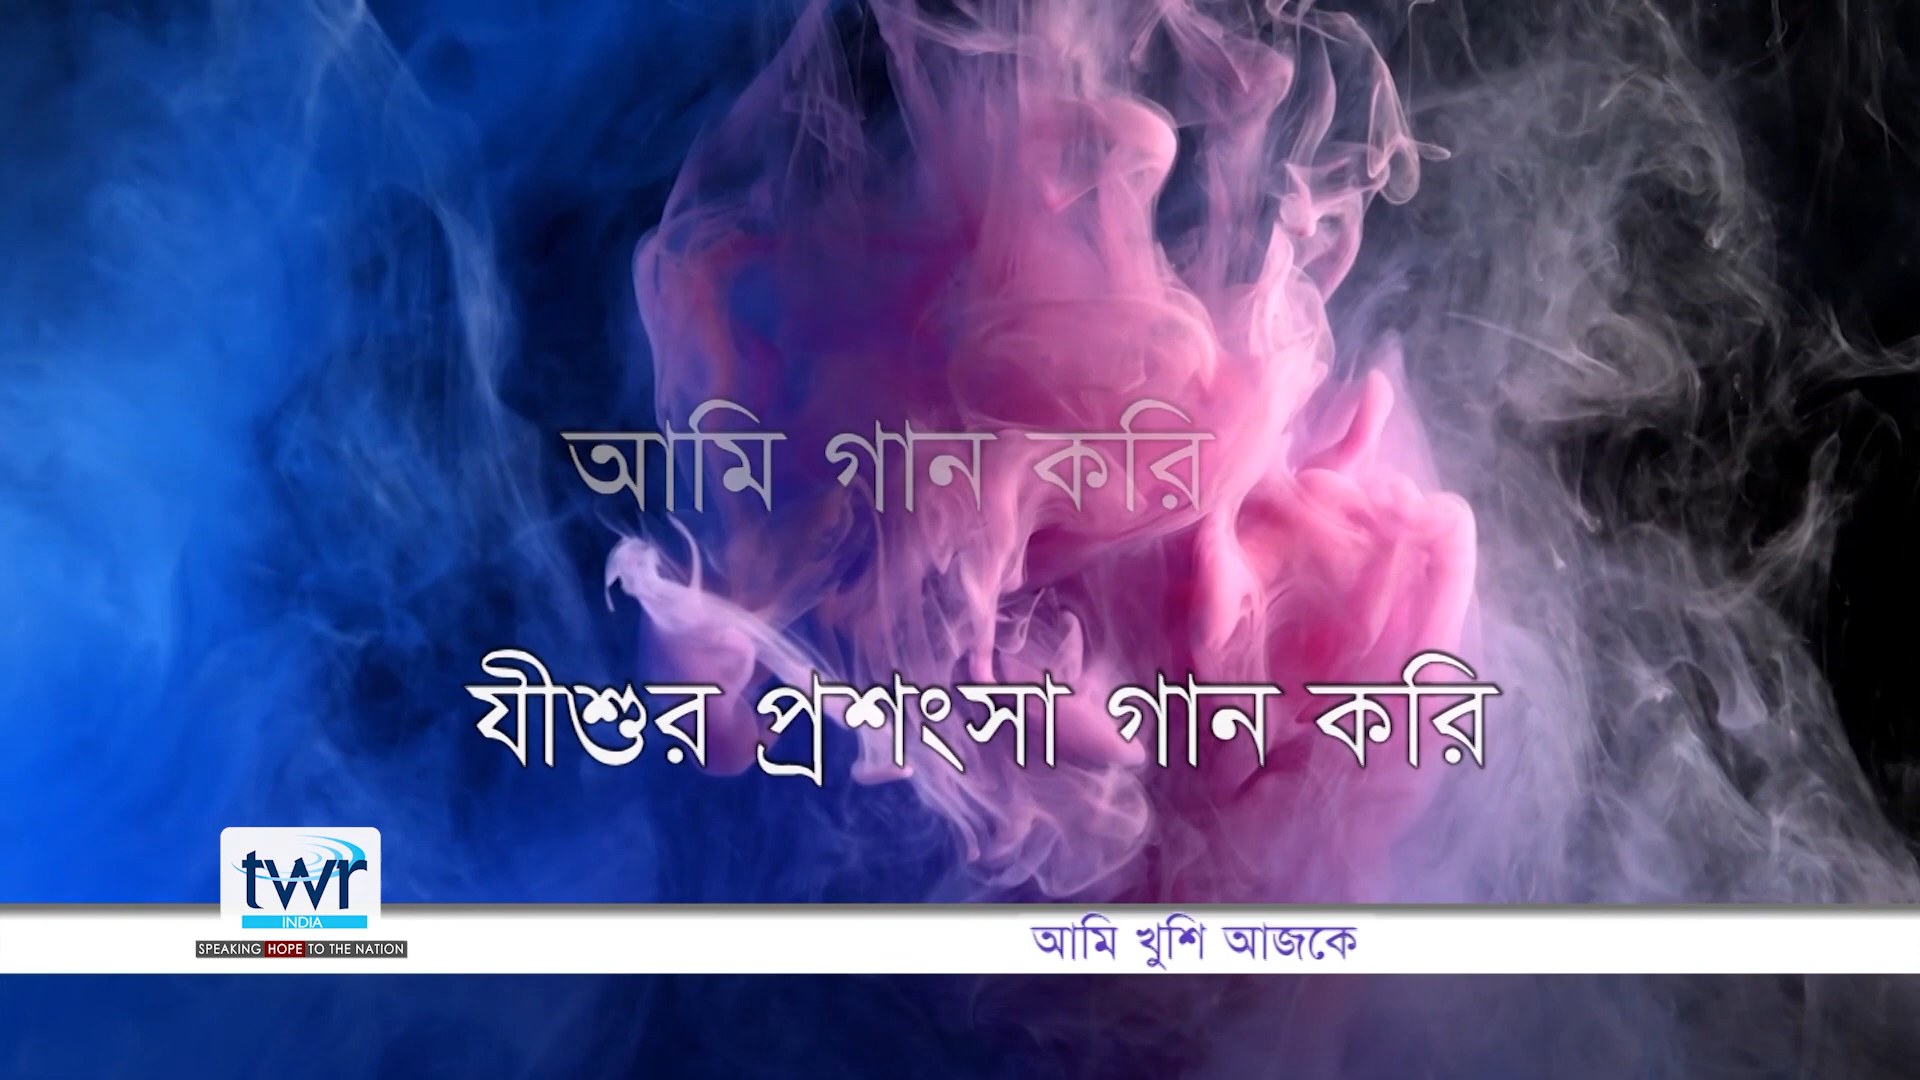 আমি গান করি
যীশুর প্রশংসা গান করি
twr
INDIA
SPEAKING HOPE TO THE NATION
আমি খুশি আজকে